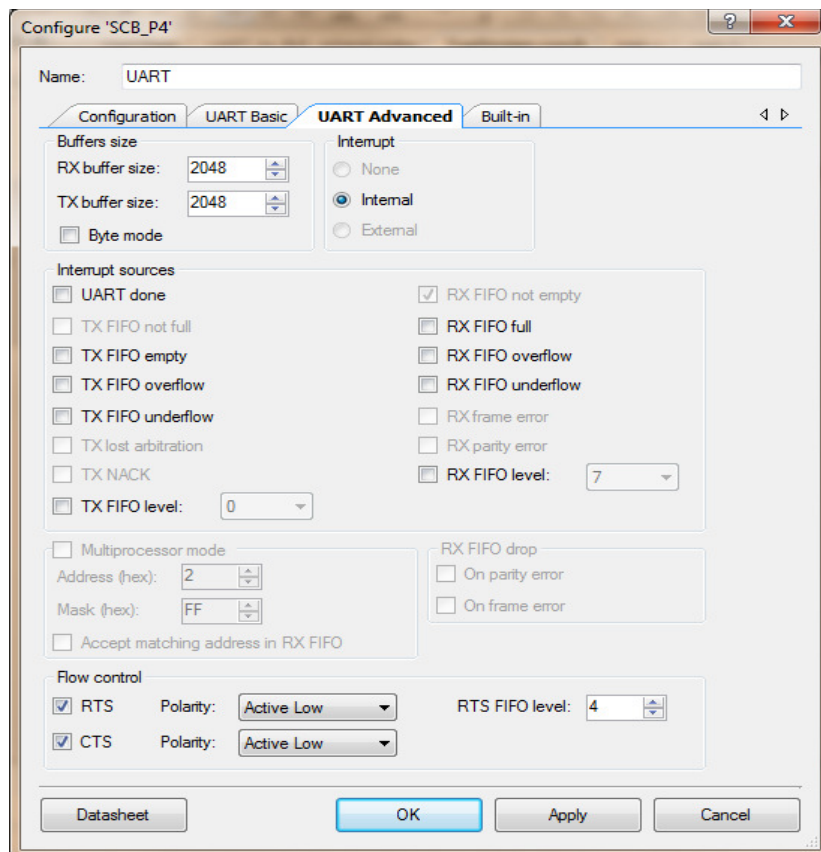 Configure 'SCB_P4'
Name: UART
Configuration UART Basic UART Advanced Built-in
Buffers size
RX buffer size: 2048
TX buffer size: 2048
Byte mode
Interrupt
None
Internal
External
Interrupt sources
UART done
TX FIFO not full
TX FIFO empty
TX FIFO overflow
TX FIFO underflow
TX lost arbitration
TX NACK
TX FIFO level: 0
RX FIFO not empty
RX FIFO full
RX FIFO overflow
RX FIFO underflow
RX frame error
RX parity error
RX FIFO level: 7
Multiprocessor mode
Address (hex): 2
Mask (hex): FF
Accept matching address in RX FIFO
RX FIFO drop
On parity error
On frame error
Flow control
RTS Polarity: Active Low RTS FIFO level: 4
CTS Polarity: Active Low
Datasheet OK Apply Cancel